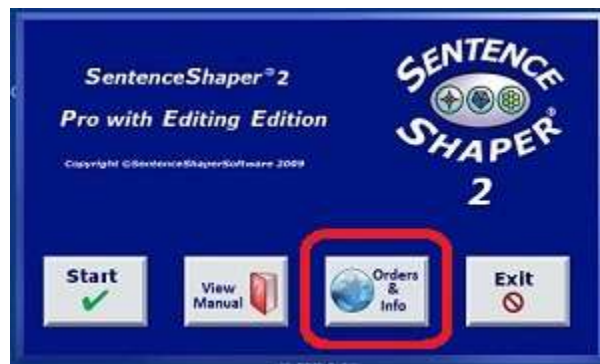 SentenceShaper®2
Pro with Editing Edition
Copyright ©SentenceShaperSoftware 2009
SENTENCE
SHAPER®
2
Start
View
Manual
Orders
&
Info
Exit